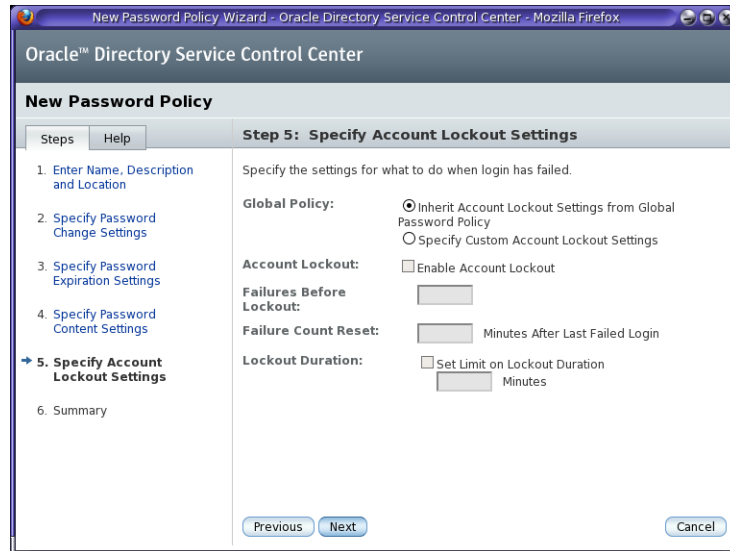 New Password Policy Wizard - Oracle Directory Service Control Center - Mozilla Firefox
Oracle™ Directory Service Control Center
New Password Policy
Steps
Help
1. Enter Name, Description
and Location
2. Specify Password
Change Settings
3. Specify Password
Expiration Settings
4. Specify Password
Content Settings
5. Specify Account
Lockout Settings
6. Summary
Step 5: Specify Account Lockout Settings
Specify the settings for what to do when login has failed.
Global Policy:
Inherit Account Lockout Settings from Global
Password Policy
Specify Custom Account Lockout Settings
Account Lockout:
Enable Account Lockout
Failures Before
Lockout:
Failure Count Reset:
Minutes After Last Failed Login
Lockout Duration:
Set Limit on Lockout Duration
Minutes
Previous
Next
Cancel